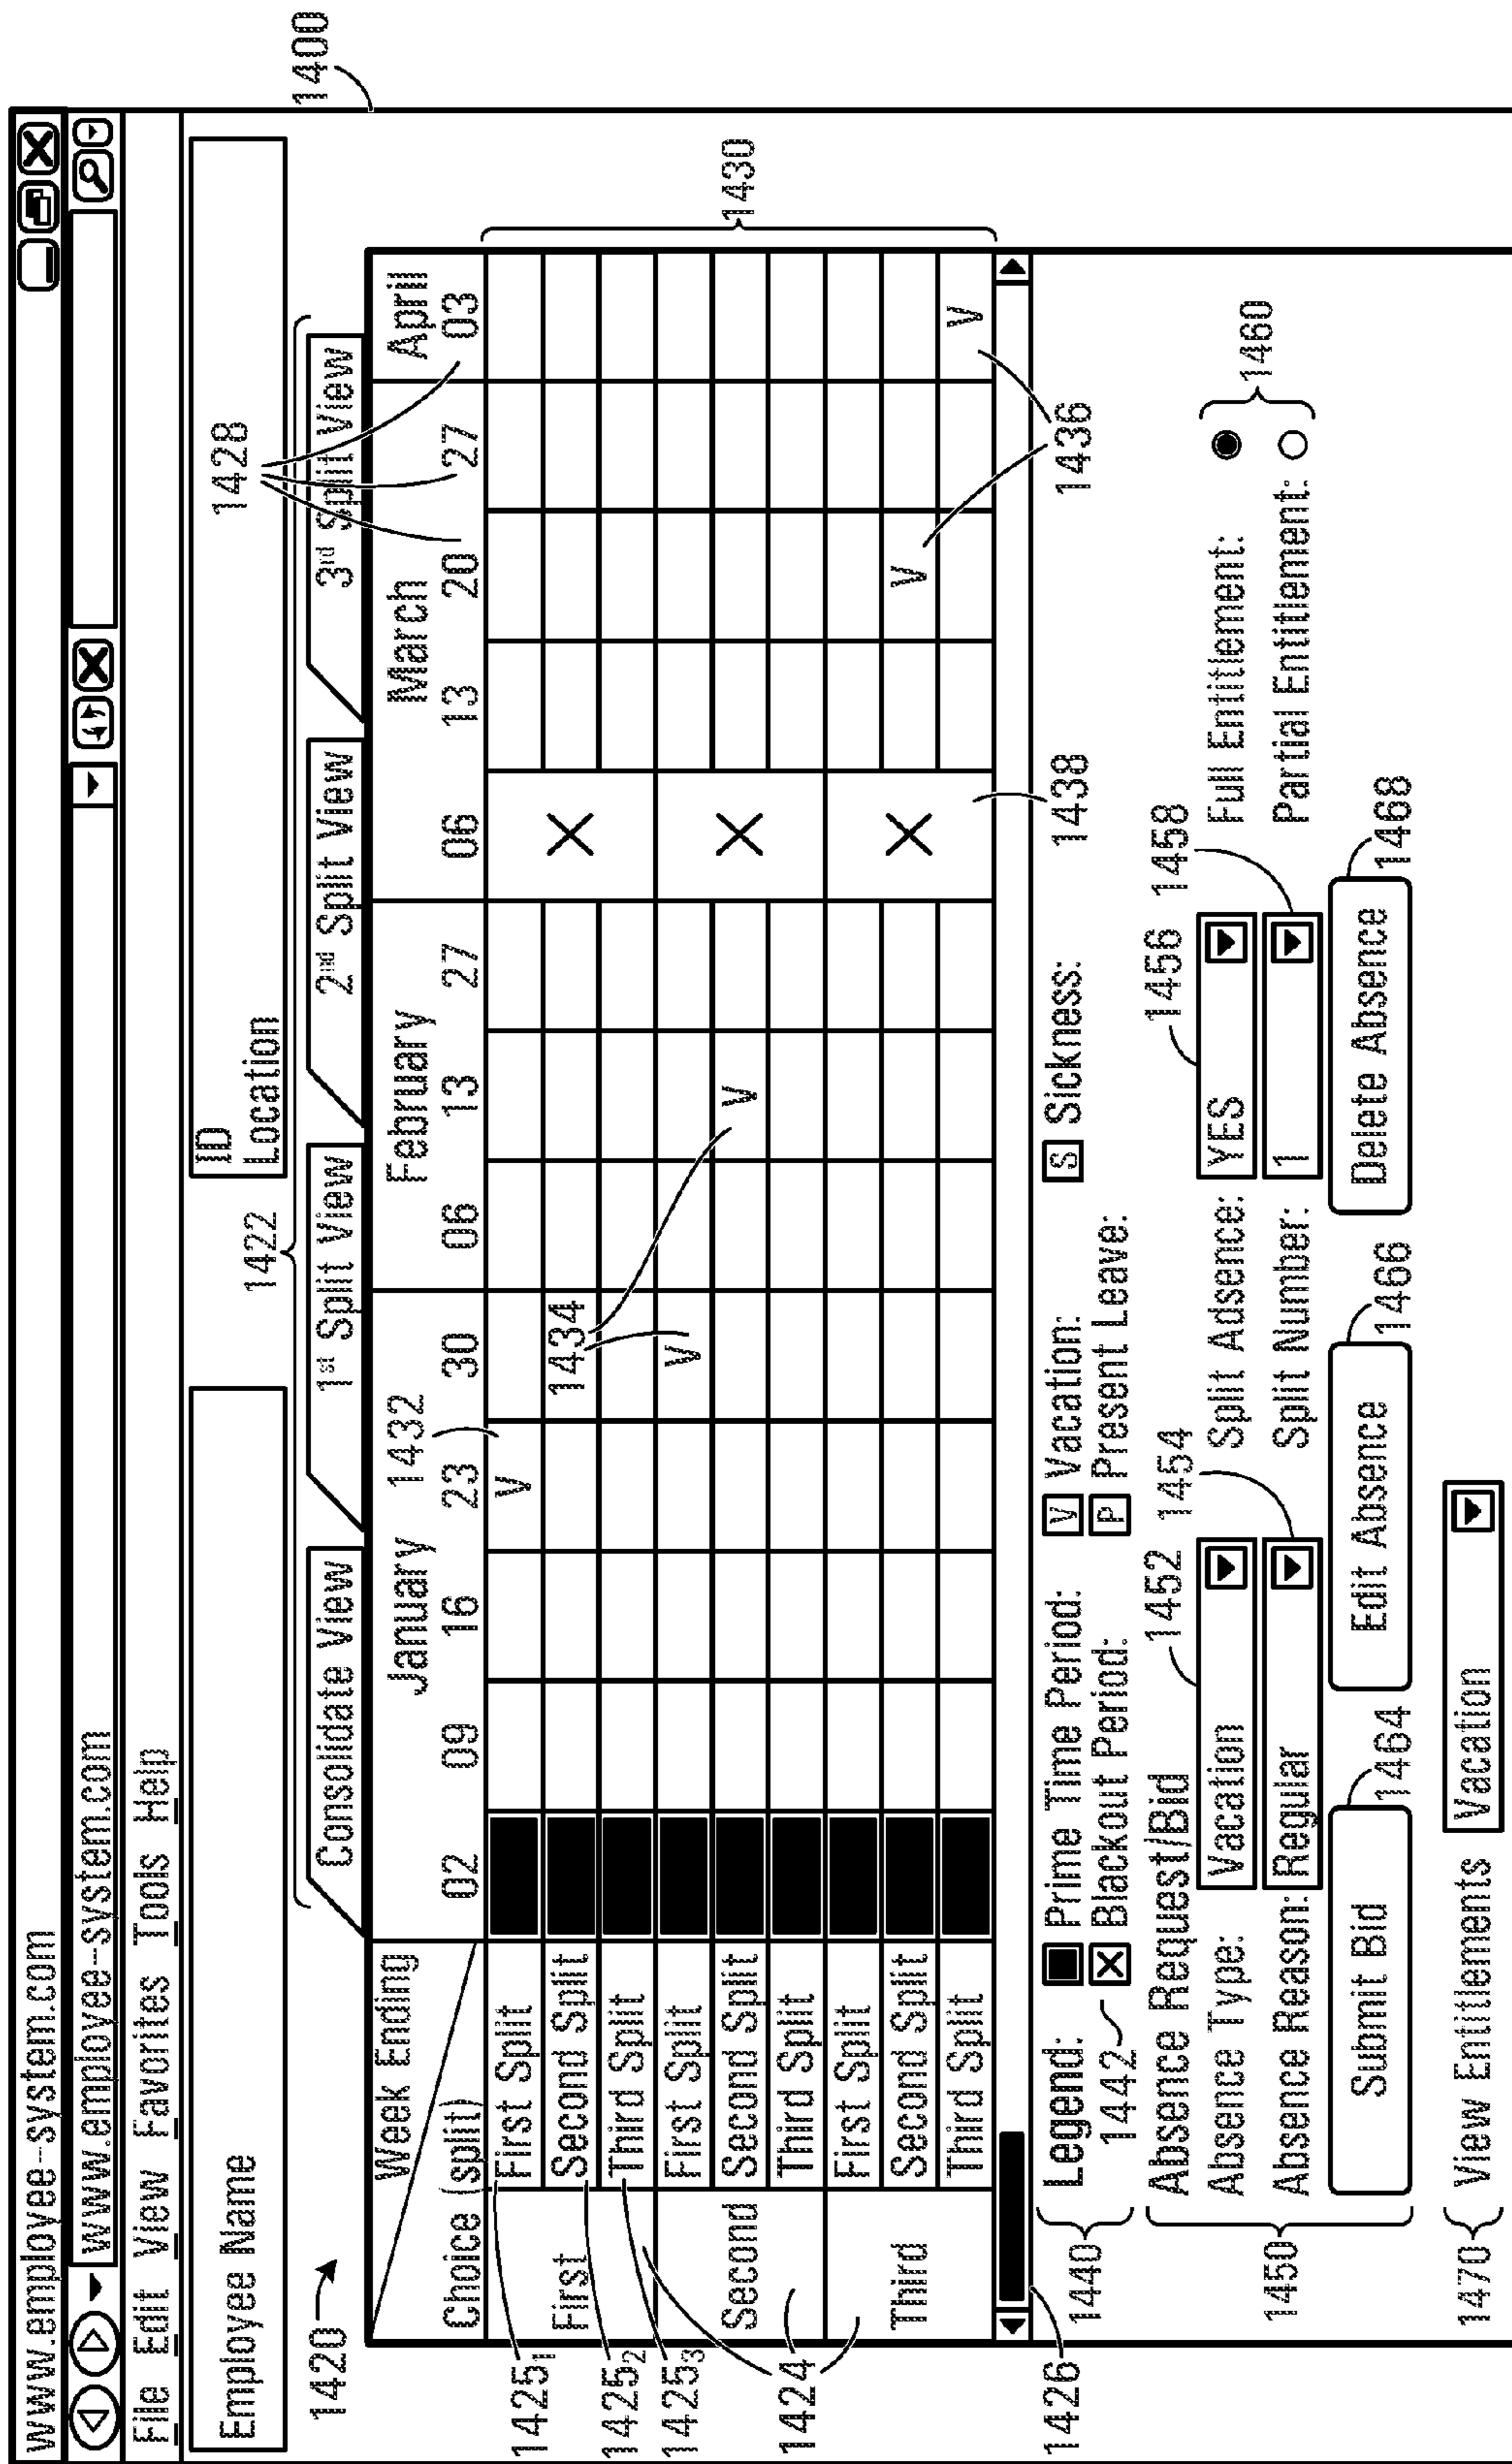 www.employee-system.com
www.employee-system.com
File Edit View Favorites Tools Help
1400
Employee Name
ID
Location
1420
1422
1428
Consolidate View
1st Split View
2nd Split View
3rd Split View
Week Ending
Choice (split)
January
February
March
April
02 09 16 23 30 06 13 27 06 13 20 27 03
1432
1425₁
First
First Split
V
1425₂
Second Split
1434
X
1425₃
Third Split
1430
First Split
V
Second
Second Split
V
X
Third Split
1424
First Split
Third
Second Split
X
V
Third Split
V
1426
1436
1438
1440
Legend:
Prime Time Period:
V Vacation:
S Sickness:
1442
X Blackout Period:
P Present Leave:
1450
Absence Request/Bid
1452
1454
1456
1458
1460
Absence Type: Vacation
Split Adsence: YES
Full Entitlement:
Absence Reason: Regular
Split Number: 1
Partial Entitlement:
Submit Bid
1464
Edit Absence
1466
Delete Absence
1468
1470
View Entitlements
Vacation